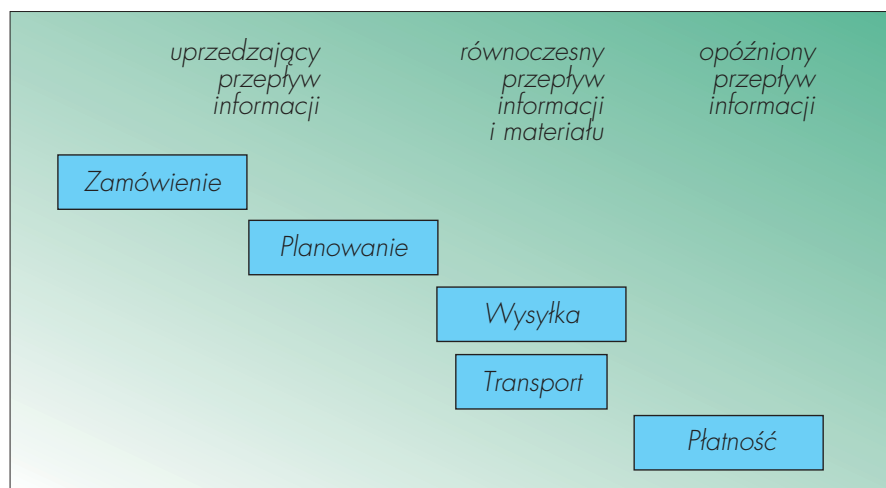 uprzedzający
przepływ
informacji
równoczesny
przepływ
informacji
i materiału
opóźniony
przepływ
informacji
Zamówienie
Planowanie
Wysyłka
Transport
Płatność